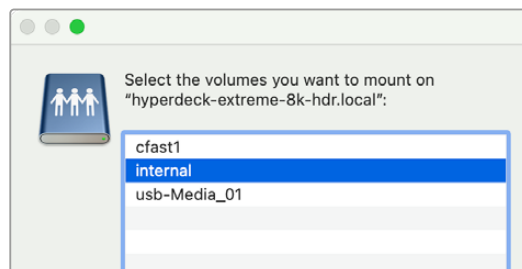 Select the volumes you want to mount on
“hyperdeck-extreme-8k-hdr.local”:
cfast1
internal
usb-Media_01